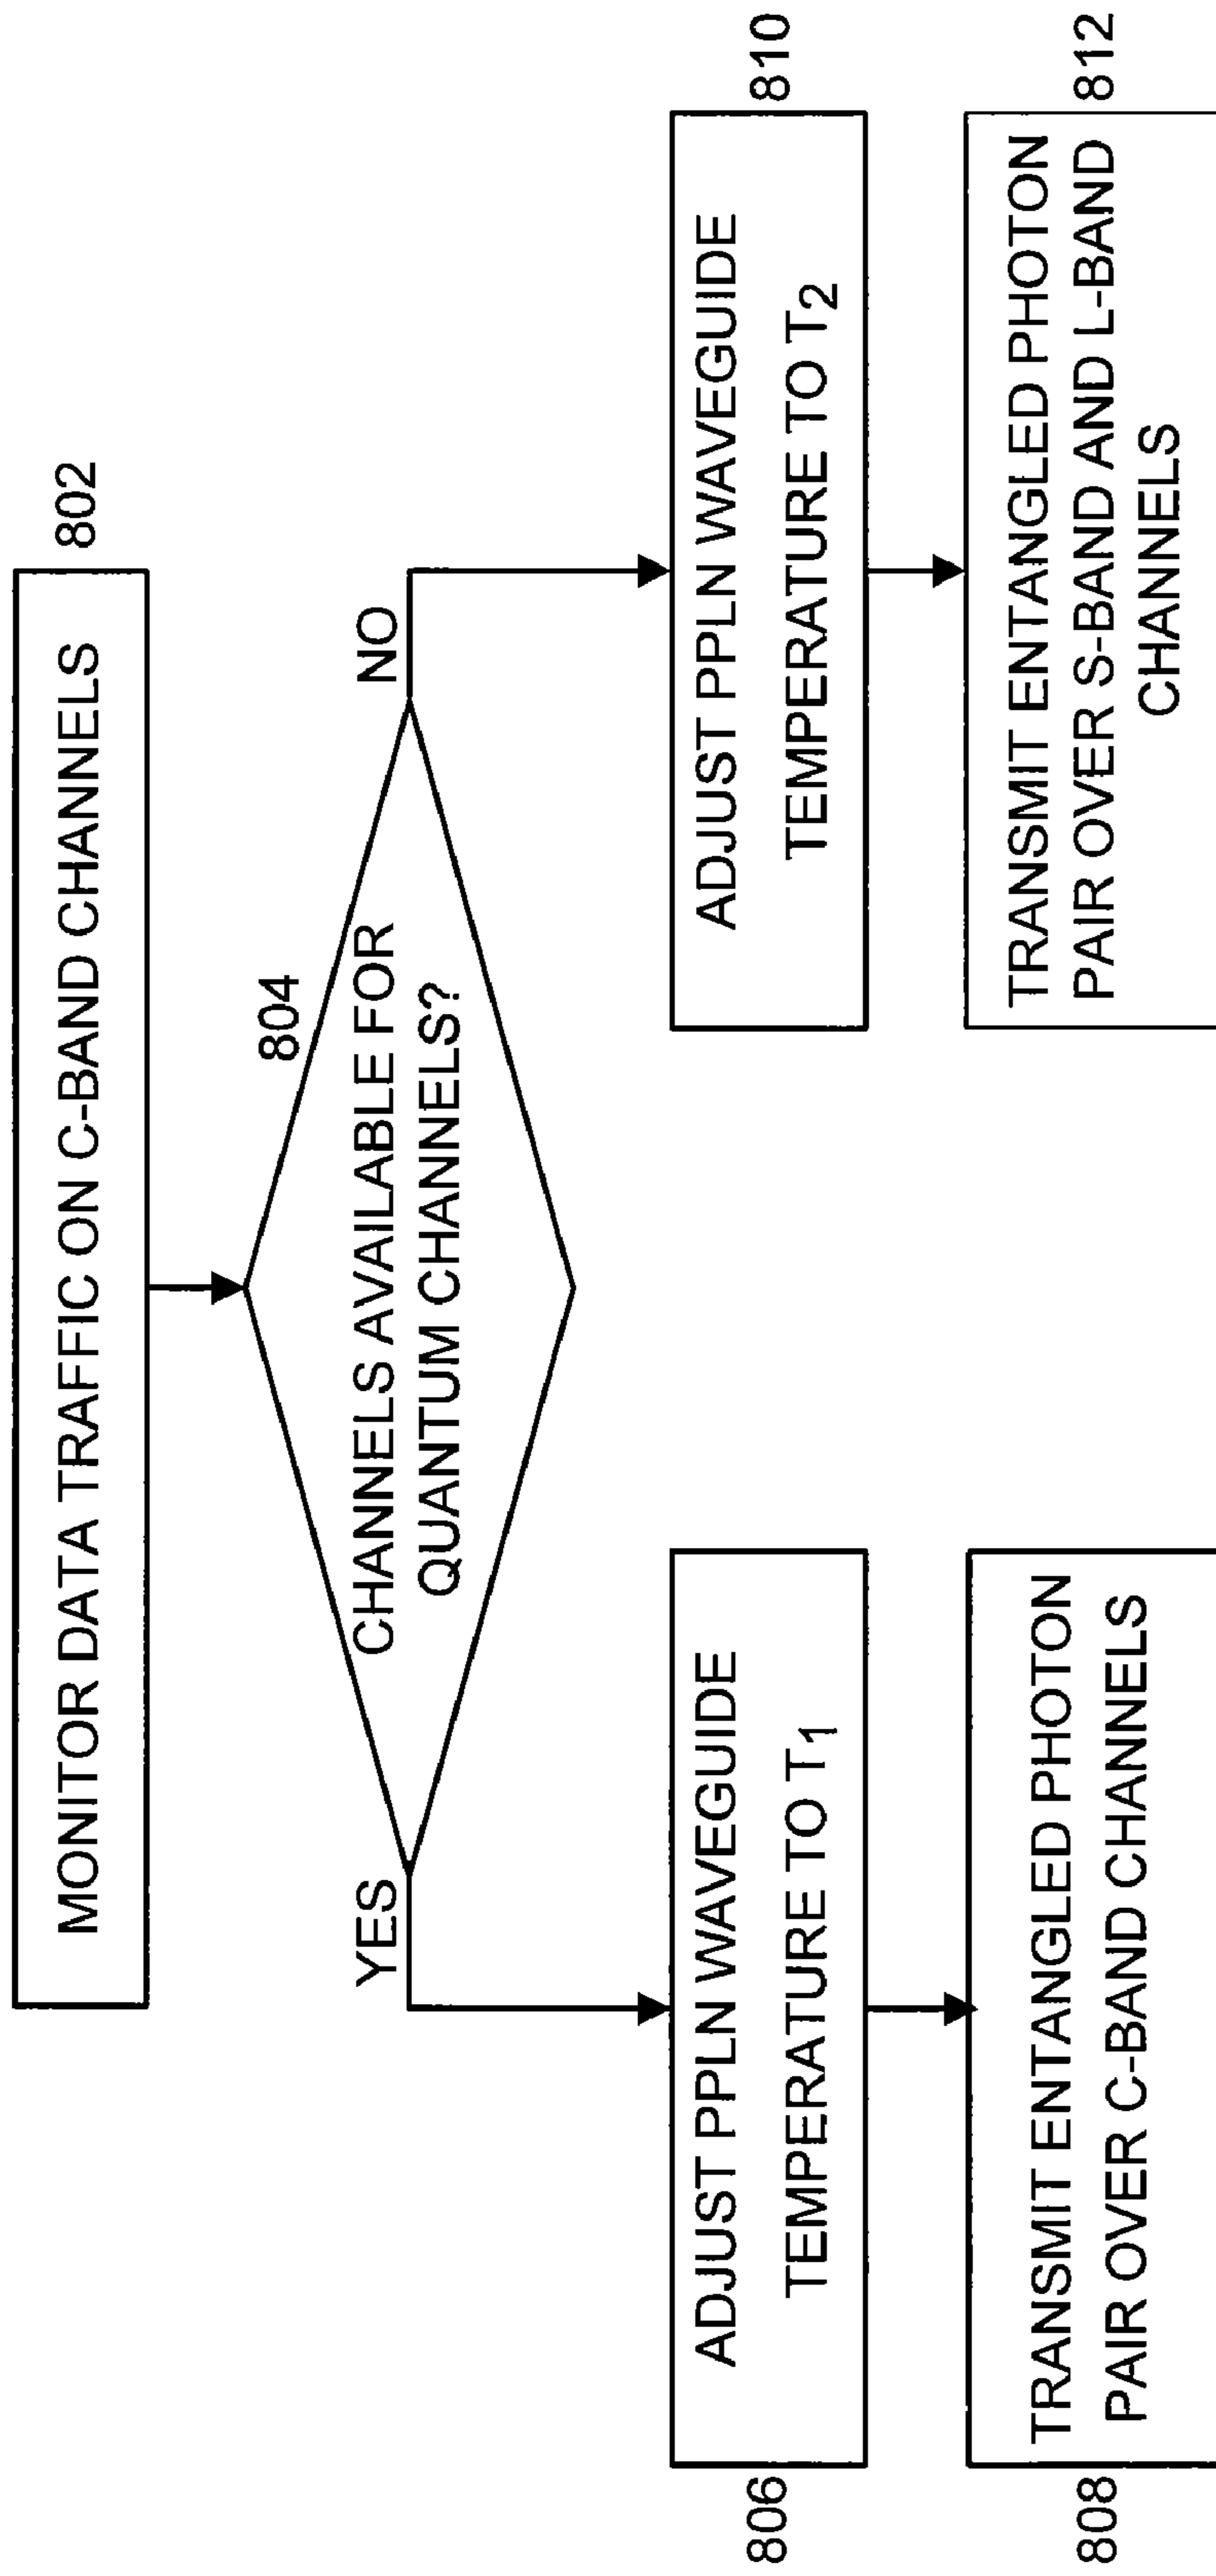 MONITOR DATA TRAFFIC ON C-BAND CHANNELS
802
804
CHANNELS AVAILABLE FOR
QUANTUM CHANNELS?
YES
NO
806
ADJUST PPLN WAVEGUIDE
TEMPERATURE TO T1
ADJUST PPLN WAVEGUIDE
TEMPERATURE TO T2
810
808
TRANSMIT ENTANGLED PHOTON
PAIR OVER C-BAND CHANNELS
TRANSMIT ENTANGLED PHOTON
PAIR OVER S-BAND AND L-BAND
CHANNELS
812